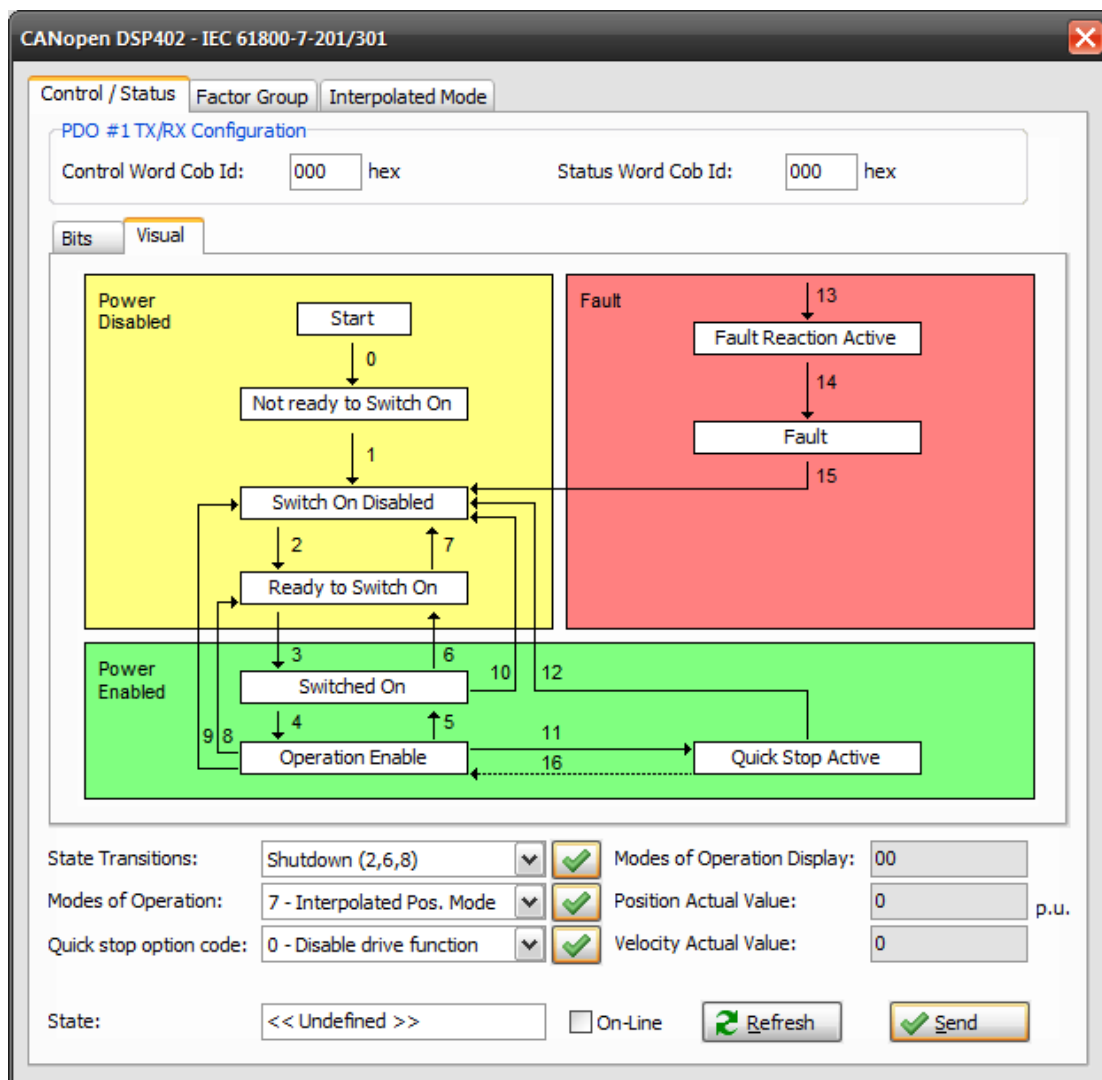 CANopen DSP402 - IEC 61800-7-201/301
Control / Status Factor Group Interpolated Mode
PDO #1 TX/RX Configuration
Control Word Cob Id: 000 hex Status Word Cob Id: 000 hex
Bits Visual
Power Disabled
Start
0
Not ready to Switch On
1
Switch On Disabled
2 7
Ready to Switch On
Fault
13
Fault Reaction Active
14
Fault
15
Power Enabled
3 6 10 12
Switched On
9 8 4 5 11
Operation Enable 16 Quick Stop Active
State Transitions: Shutdown (2,6,8) Modes of Operation Display: 00
Modes of Operation: 7 - Interpolated Pos. Mode Position Actual Value: 0 p.u.
Quick stop option code: 0 - Disable drive function Velocity Actual Value: 0
State: << Undefined >> On-Line Refresh Send